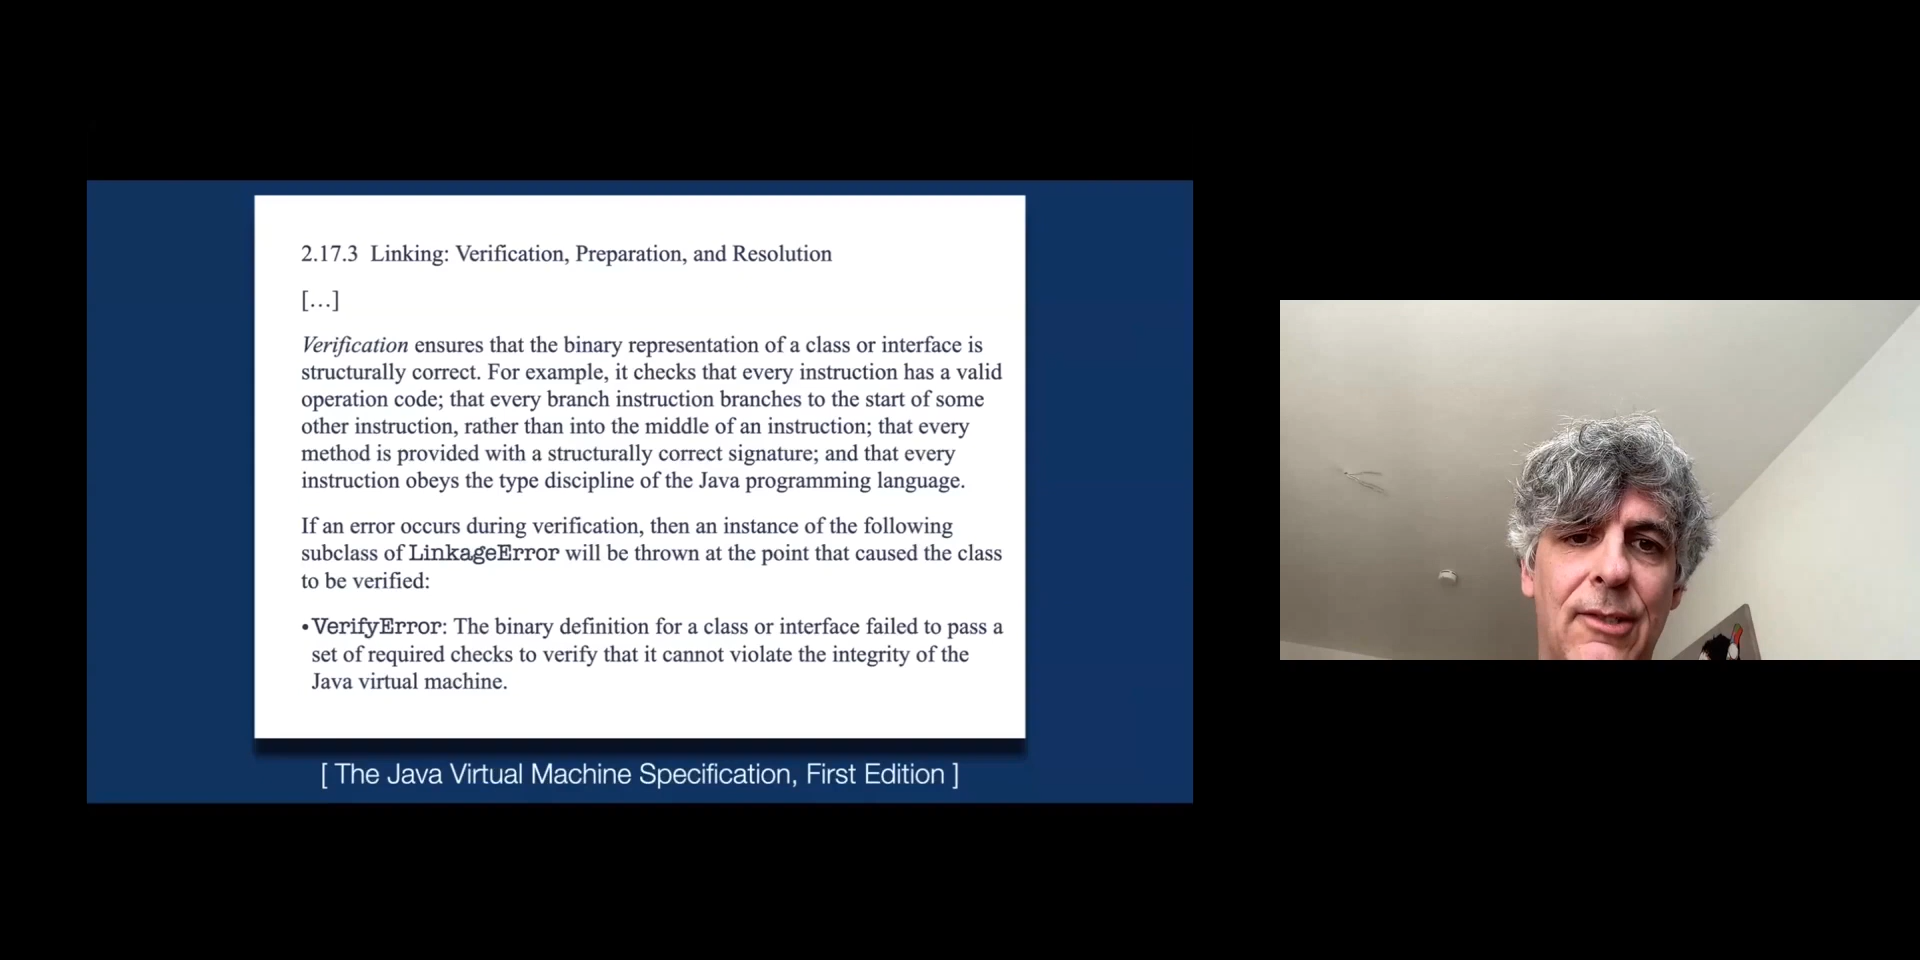 2.17.3 Linking: Verification, Preparation, and Resolution
[…]
Verification ensures that the binary representation of a class or interface is
structurally correct. For example, it checks that every instruction has a valid
operation code; that every branch instruction branches to the start of some
other instruction, rather than into the middle of an instruction; that every
method is provided with a structurally correct signature; and that every
instruction obeys the type discipline of the Java programming language.
If an error occurs during verification, then an instance of the following
subclass of LinkageError will be thrown at the point that caused the class
to be verified:
•VerifyError: The binary definition for a class or interface failed to pass a
set of required checks to verify that it cannot violate the integrity of the
Java virtual machine.
[ The Java Virtual Machine Specification, First Edition ]